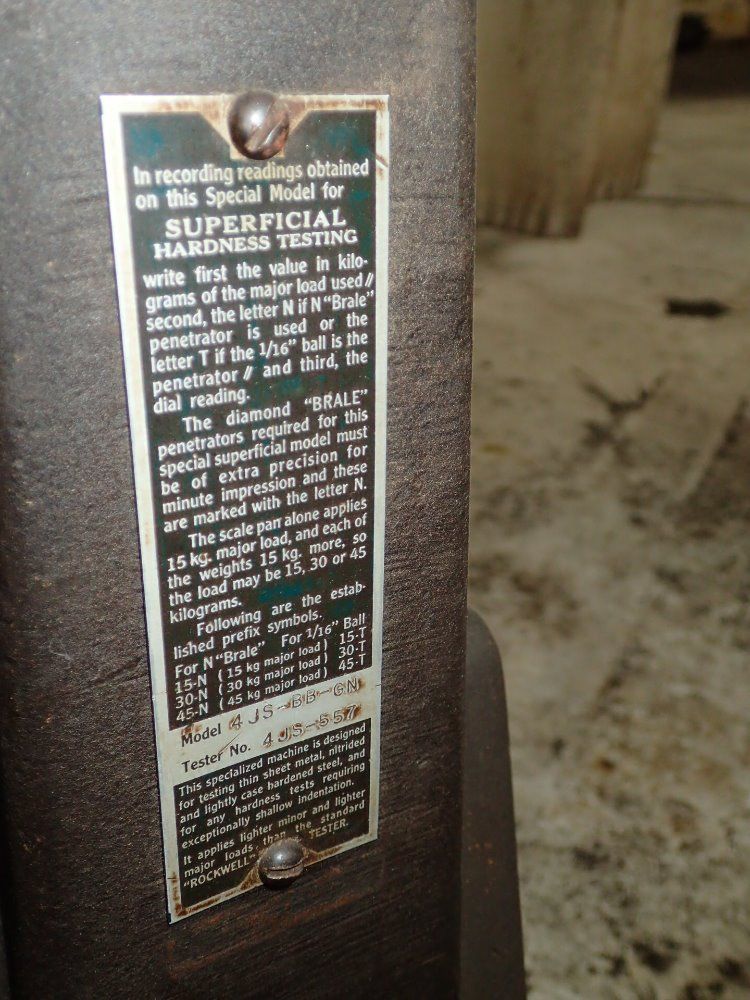 In recording readings obtained
on this Special Model for
SUPERFICIAL
HARDNESS TESTING
write first the value in kilo-
grams of the major load used //
second, the letter N if N "Brale"
penetrator is used or the
letter T if the 1/16" ball is the
penetrator // and third, the
dial reading.
The diamond "BRALE"
penetrators required for this
special superficial model must
be of extra precision for
minute impression and these
are marked with the letter N.
The scale pan alone applies
15 kg. major load, and each of
the weights 15 kg. more, so
the load may be 15, 30 or 45
kilograms.
Following are the estab-
lished prefix symbols.
For N "Brale" For 1/16" Ball
15-N (15 kg major load) 15-T
30-N (30 kg major load) 30-T
45-N (45 kg major load) 45-T
Model 4 JS-BB-GN
Tester No. 4 JS-557
This specialized machine is designed
for testing thin sheet metal, nitrided
and lightly case hardened steel, and
for any hardness tests requiring
exceptionally shallow indentation.
It applies lighter minor and lighter
major loads than the standard
"ROCKWELL" TESTER.